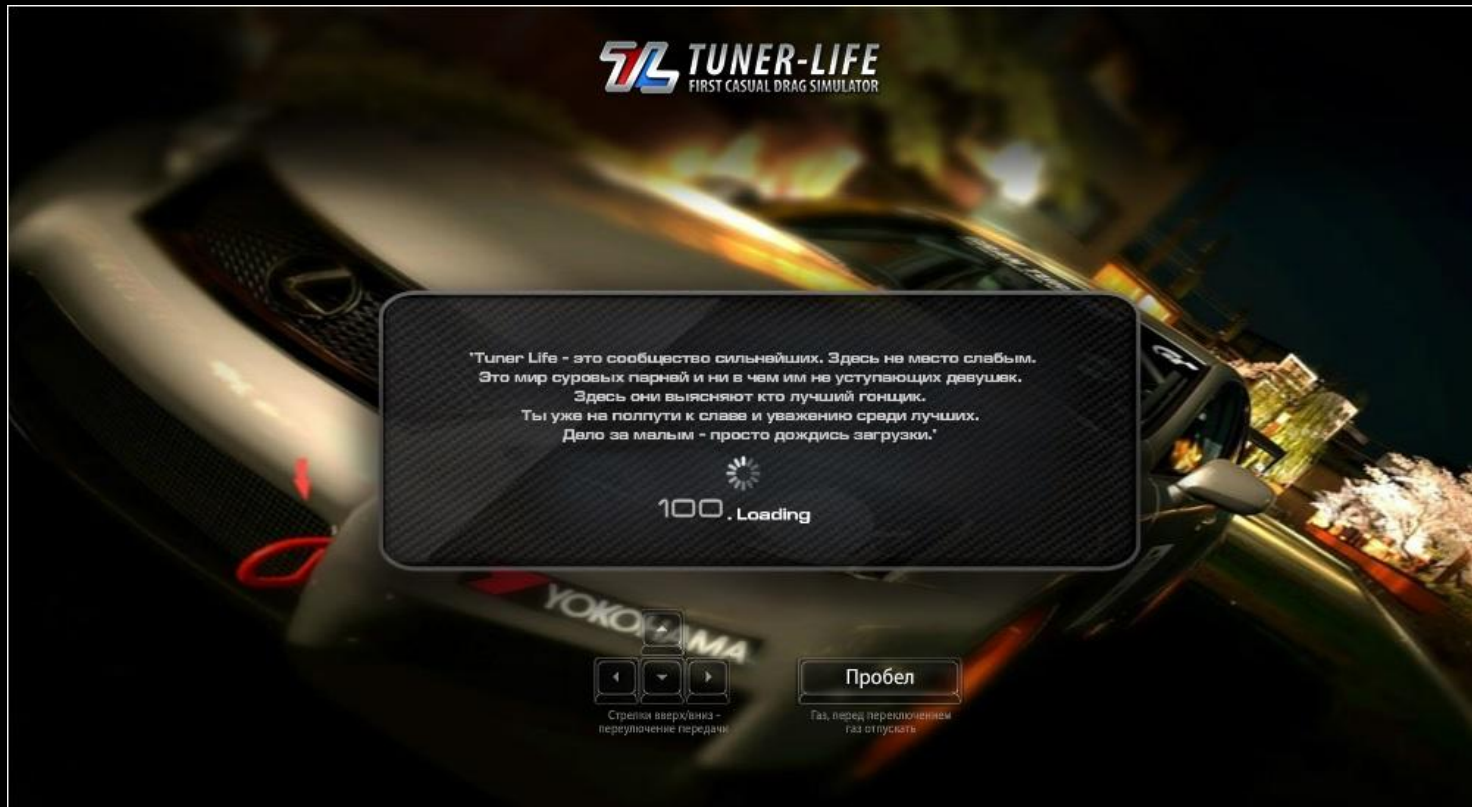 TUNER-LIFE
FIRST CASUAL DRAG SIMULATOR
"Tuner Life - это сообщество сильнейших. Здесь не место слабым.
Это мир суровых парней и ни в чем им не уступающих девушек.
Здесь они выясняют кто лучший гонщик.
Ты уже на полпути к славе и уважению среди лучших.
Дело за малым - просто дождись загрузки."
100. Loading
YOKOHAMA
Пробел
Стрелки вверх/вниз -
переулючение передачи
Газ, перед переключением
газ отпускать